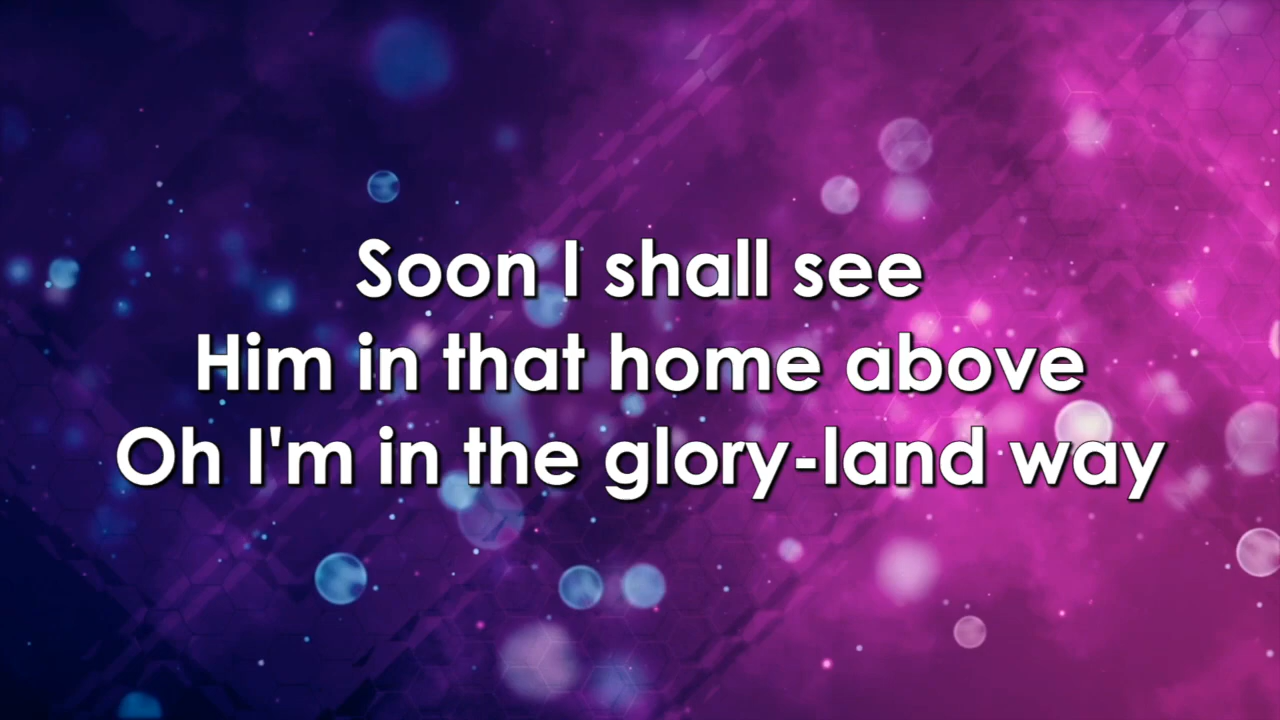 Soon I shall see
Him in that home above
Oh I'm in the glory-land way